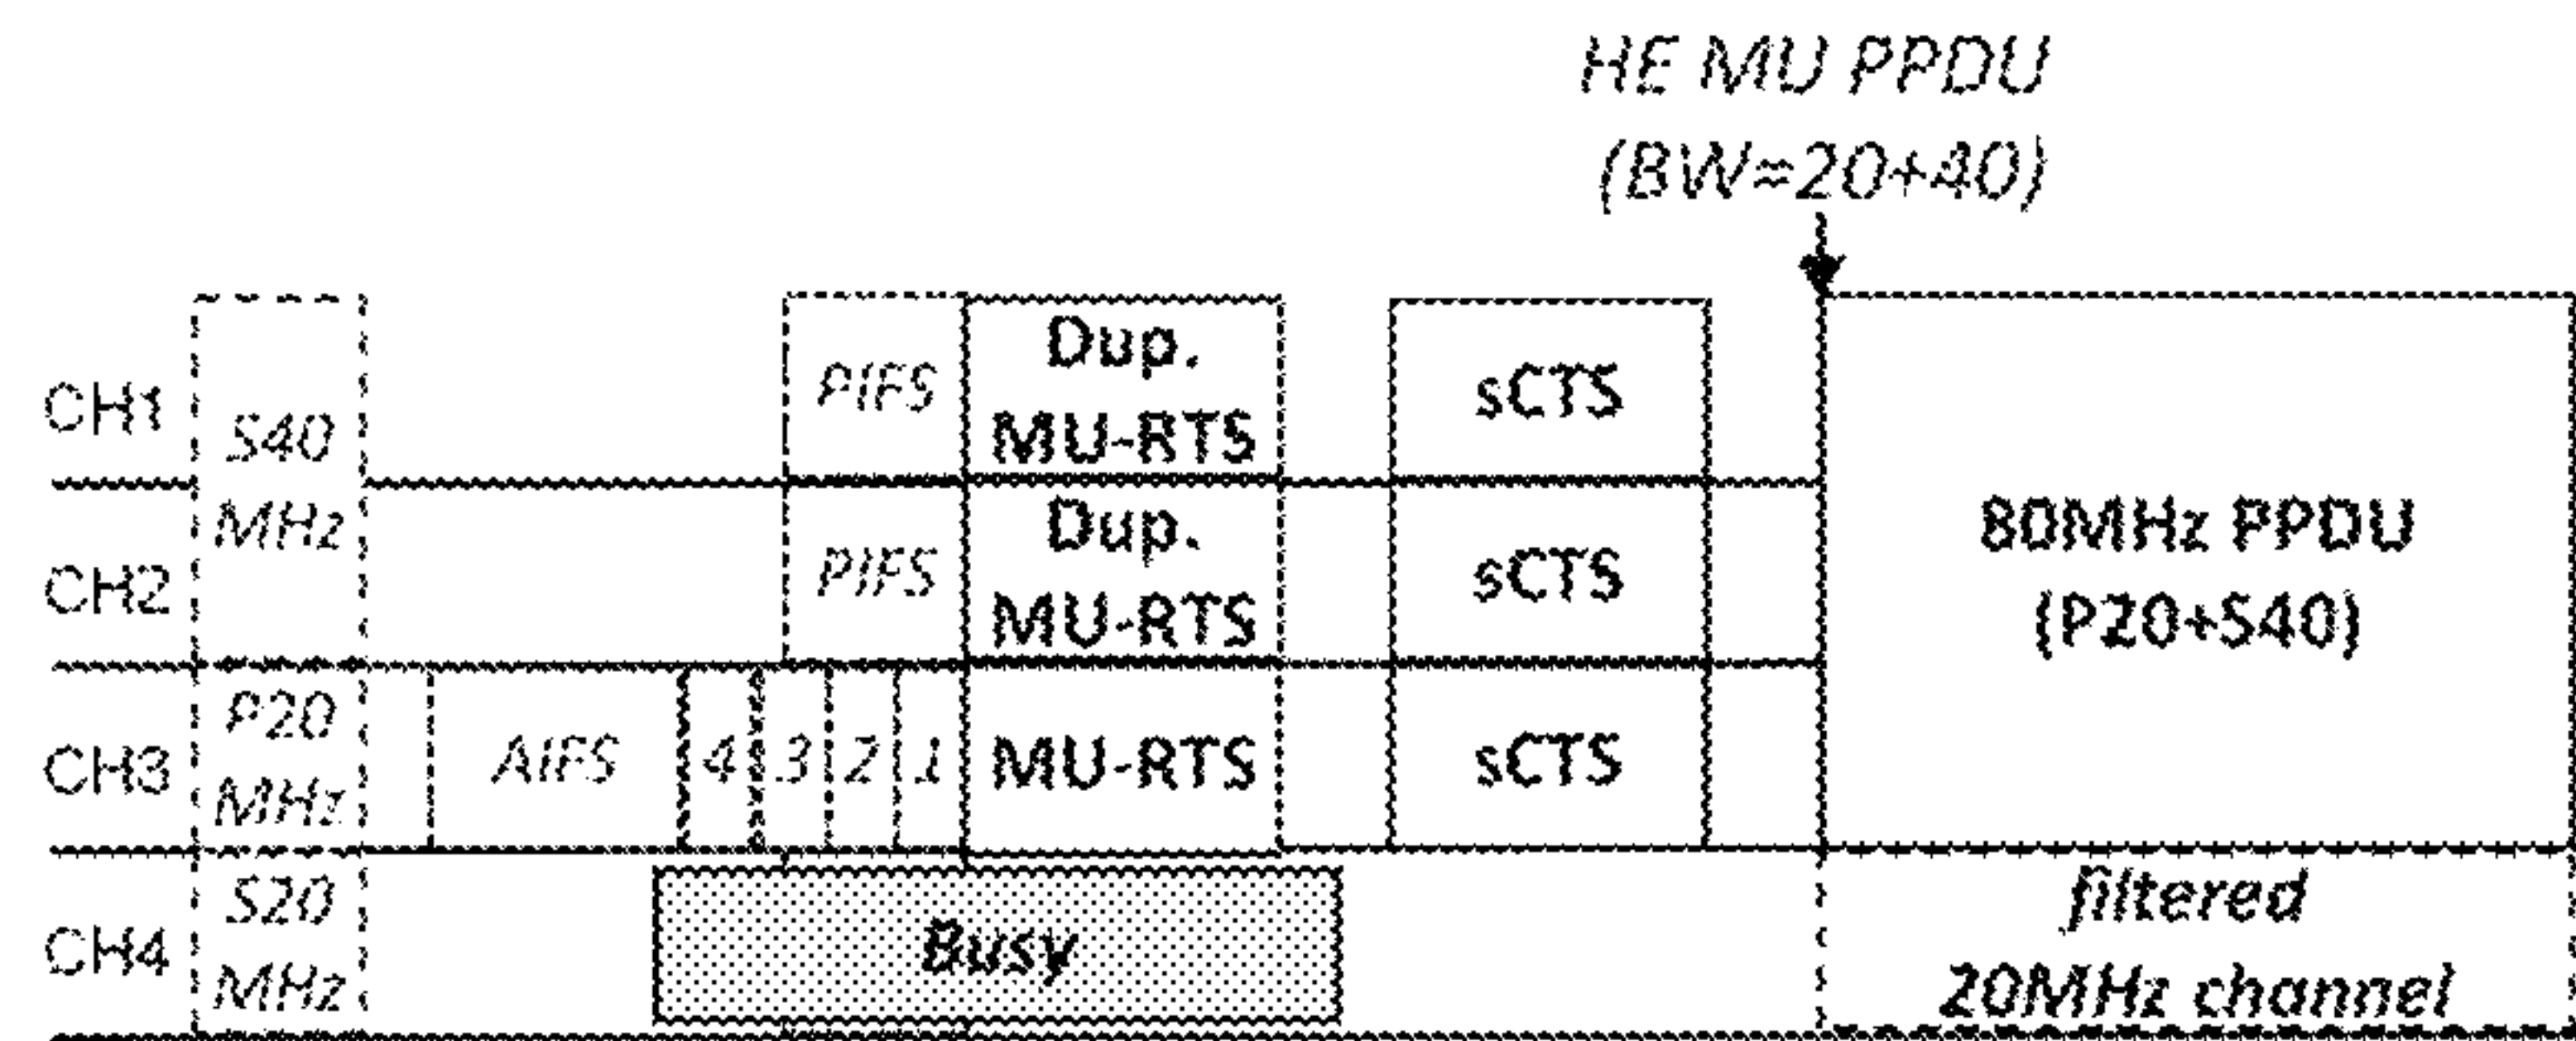 HE MU PPDU
(BW=20+40)
CH1
CH2
CH3
CH4
S40
MHz
P20
MHz
S20
MHz
PIFS
Dup.
MU-RTS
sCTS
PIFS
Dup.
MU-RTS
sCTS
80MHz PPDU
(P20+S40)
AIFS 4 3 2 1
MU-RTS
sCTS
Busy
filtered
20MHz channel